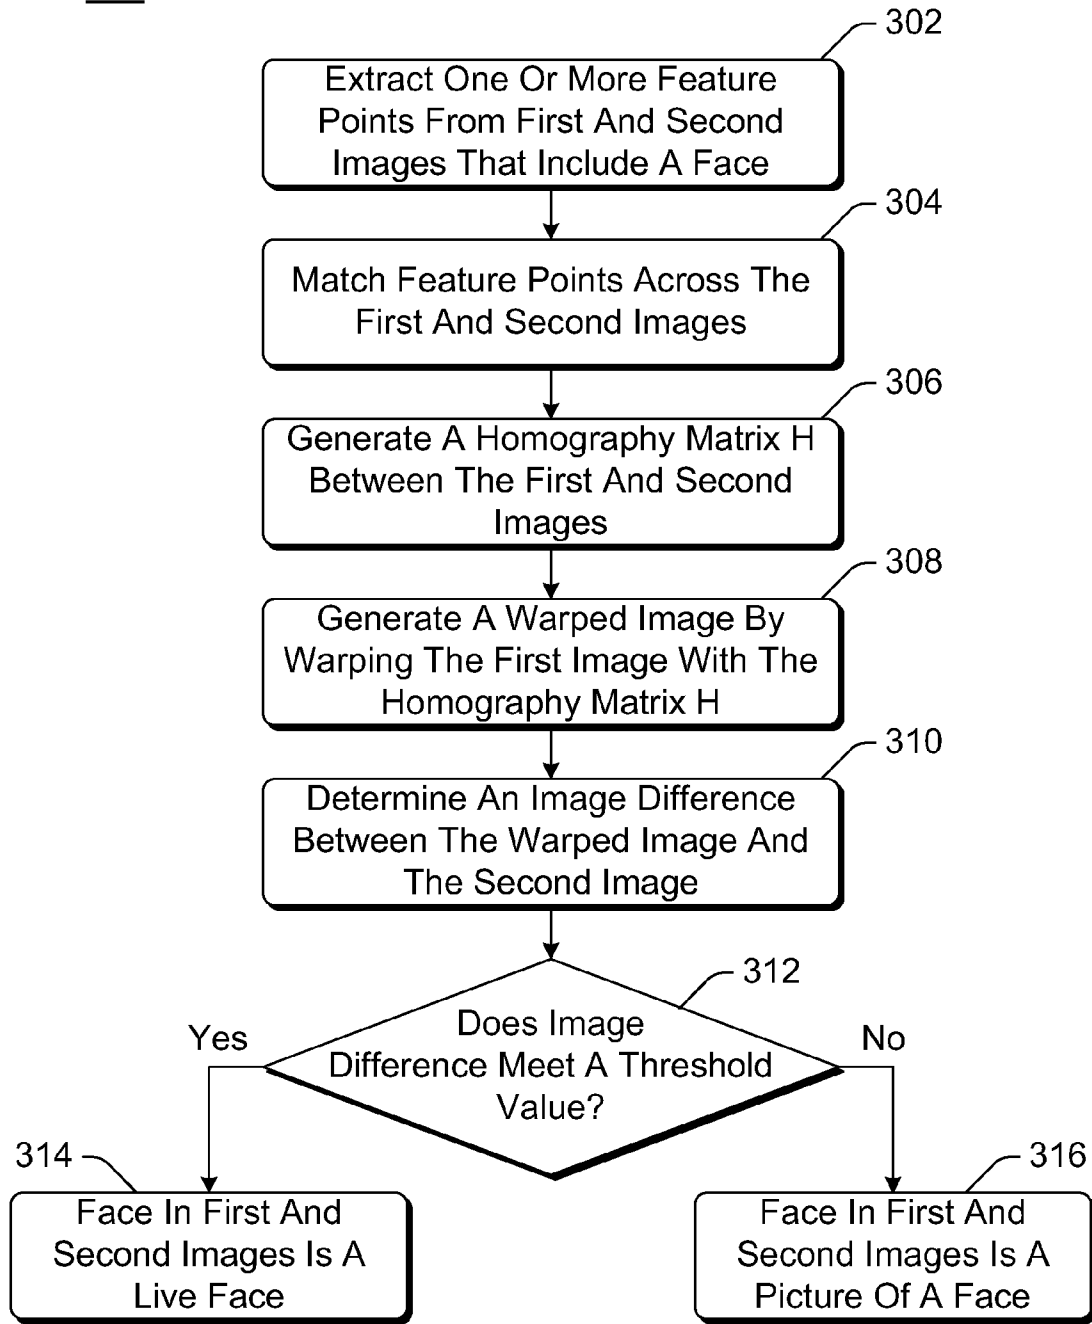 302
Extract One Or More Feature
Points From First And Second
Images That Include A Face
304
Match Feature Points Across The
First And Second Images
306
Generate A Homography Matrix H
Between The First And Second
Images
308
Generate A Warped Image By
Warping The First Image With The
Homography Matrix H
310
Determine An Image Difference
Between The Warped Image And
The Second Image
312
Does Image
Difference Meet A Threshold
Value?
Yes
No
314
Face In First And
Second Images Is A
Live Face
316
Face In First And
Second Images Is A
Picture Of A Face